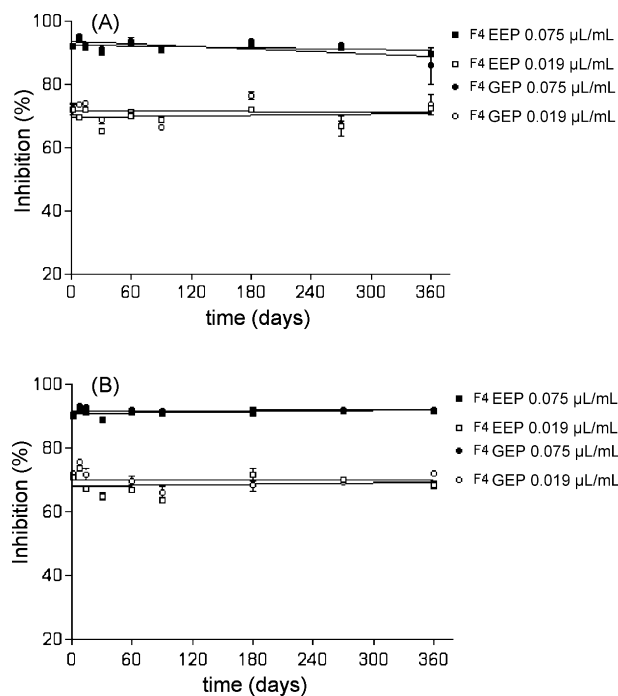 (A)
100
80
60
40
20
Inhibition (%)
0 60 120 180 240 300 360
time (days)
F4 EEP 0.075 µL/mL
F4 EEP 0.019 µL/mL
F4 GEP 0.075 µL/mL
F4 GEP 0.019 µL/mL
(B)
100
80
60
40
20
Inhibition (%)
0 60 120 180 240 300 360
time (days)
F4 EEP 0.075 µL/mL
F4 EEP 0.019 µL/mL
F4 GEP 0.075 µL/mL
F4 GEP 0.019 µL/mL